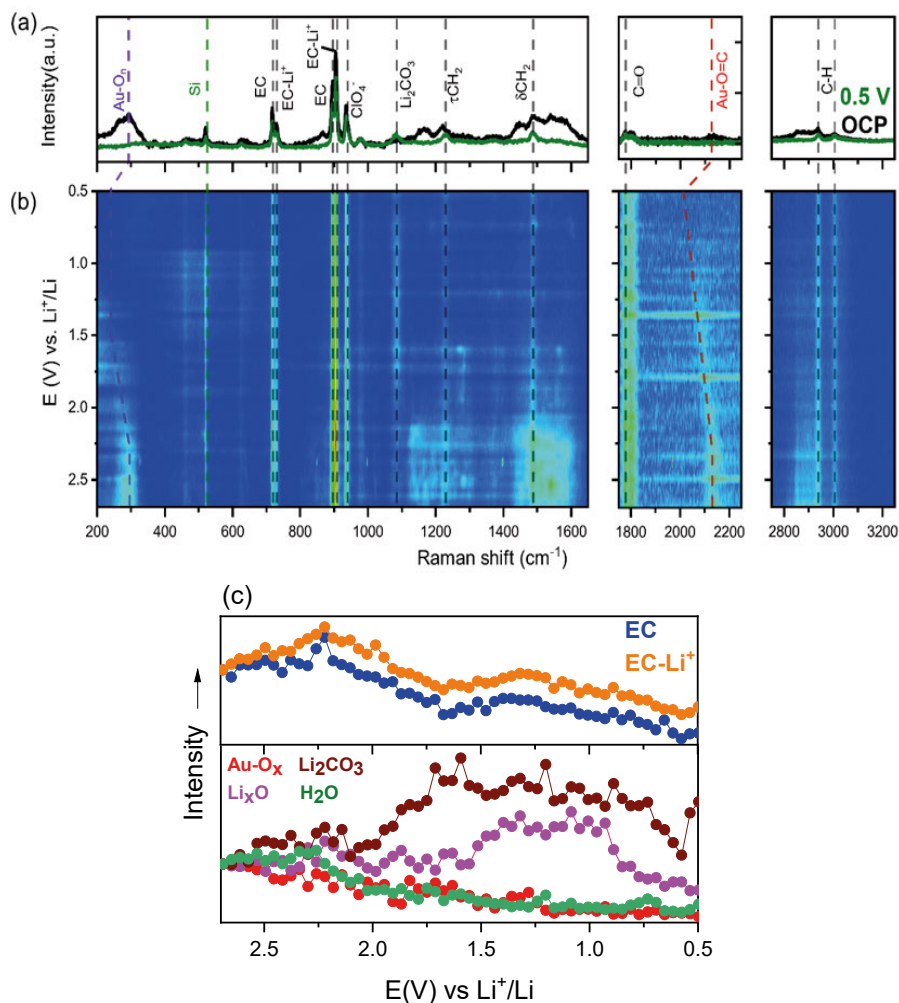 (a)
Intensity(a.u.)
Au-Oₙ
Si
EC
EC-Li⁺
EC
EC-Li⁺
ClO₄⁻
Li₂CO₃
τCH₂
δCH₂
C=O
Au-O=C
C-H
0.5 V
OCP
(b)
E (V) vs. Li⁺/Li
0.5
1.0
1.5
2.0
2.5
200 400 600 800 1000 1200 1400 1600 1800 2000 2200 3000 3200
Raman shift (cm⁻¹)
(c)
Intensity
EC
EC-Li⁺
Au-Oₓ Li₂CO₃
LiₓO H₂O
2.5 2.0 1.5 1.0 0.5
E(V) vs Li⁺/Li